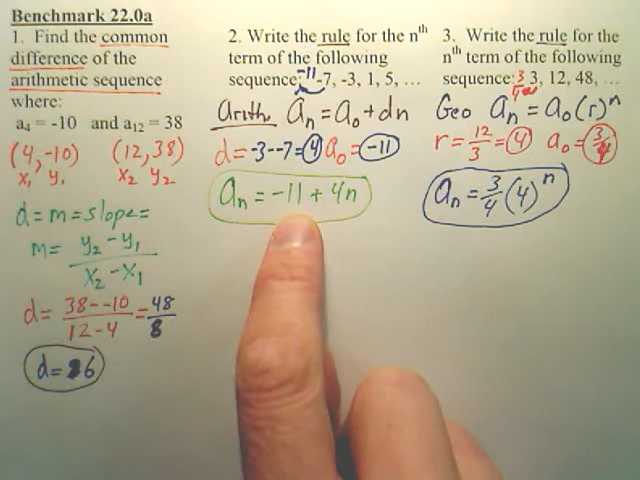 Benchmark 22.0a
1. Find the common
difference of the
arithmetic sequence
where:
a₄ = -10 and a₁₂ = 38
(4,-10) (12,38)
x₁ y₁ x₂ y₂
d = m = slope =
m = y₂ - y₁
x₂ - x₁
d = 38--10 = 48
12-4 8
d = 6
2. Write the rule for the nth
term of the following
sequence: -11 -7, -3, 1, 5, …
Arith. aₙ = a₀ + dn
d = -3--7 = 4 a₀ = -11
aₙ = -11 + 4n
3. Write the rule for the
nth term of the following
sequence: 3, 12, 48, …
Geo aₙ = a₀(r)ⁿ
r = 12/3 = 4 a₀ = 3/4
aₙ = 3/4 (4)ⁿ